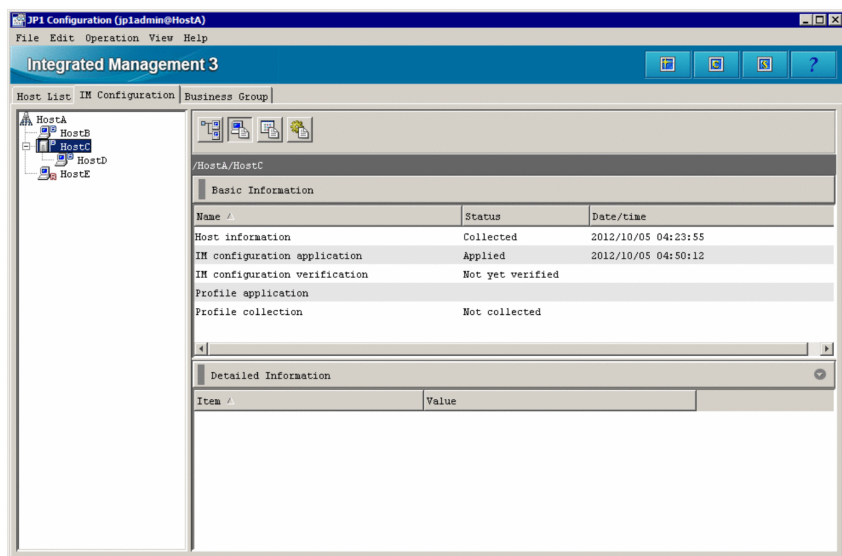 JP1 Configuration (jp1admin@HostA)
File Edit Operation View Help
Integrated Management 3
?
Host List IM Configuration Business Group
HostA
HostB
HostC
HostD
HostE
/HostA/HostC
Basic Information
Name Status Date/time
Host information Collected 2012/10/05 04:23:55
IM configuration application Applied 2012/10/05 04:50:12
IM configuration verification Not yet verified
Profile application
Profile collection Not collected
Detailed Information
Item Value